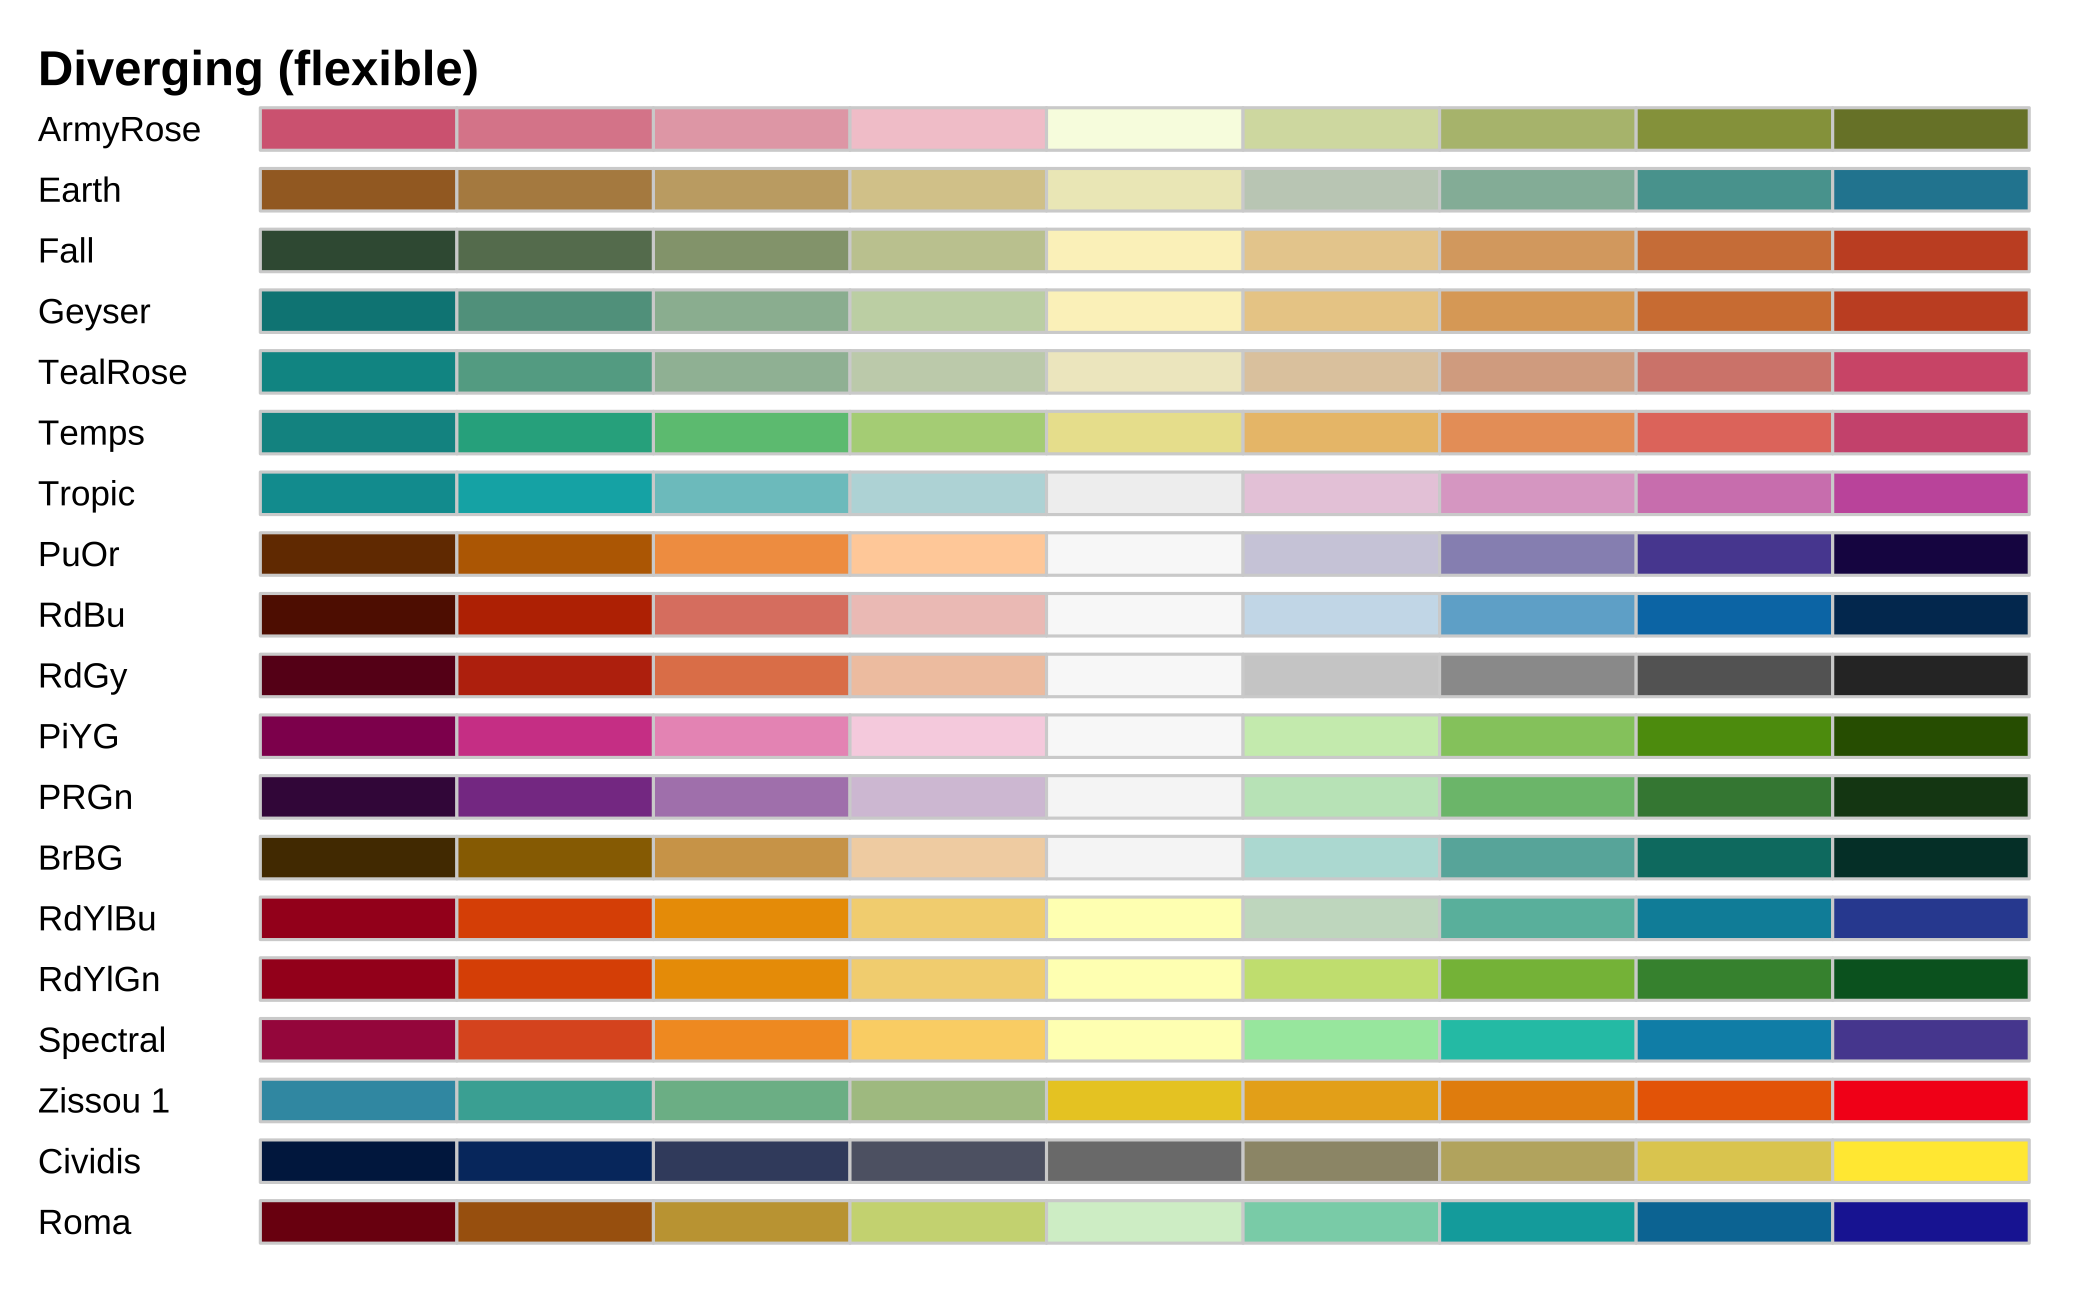 Diverging (flexible)
ArmyRose
Earth
Fall
Geyser
TealRose
Temps
Tropic
PuOr
RdBu
RdGy
PiYG
PRGn
BrBG
RdYlBu
RdYlGn
Spectral
Zissou 1
Cividis
Roma